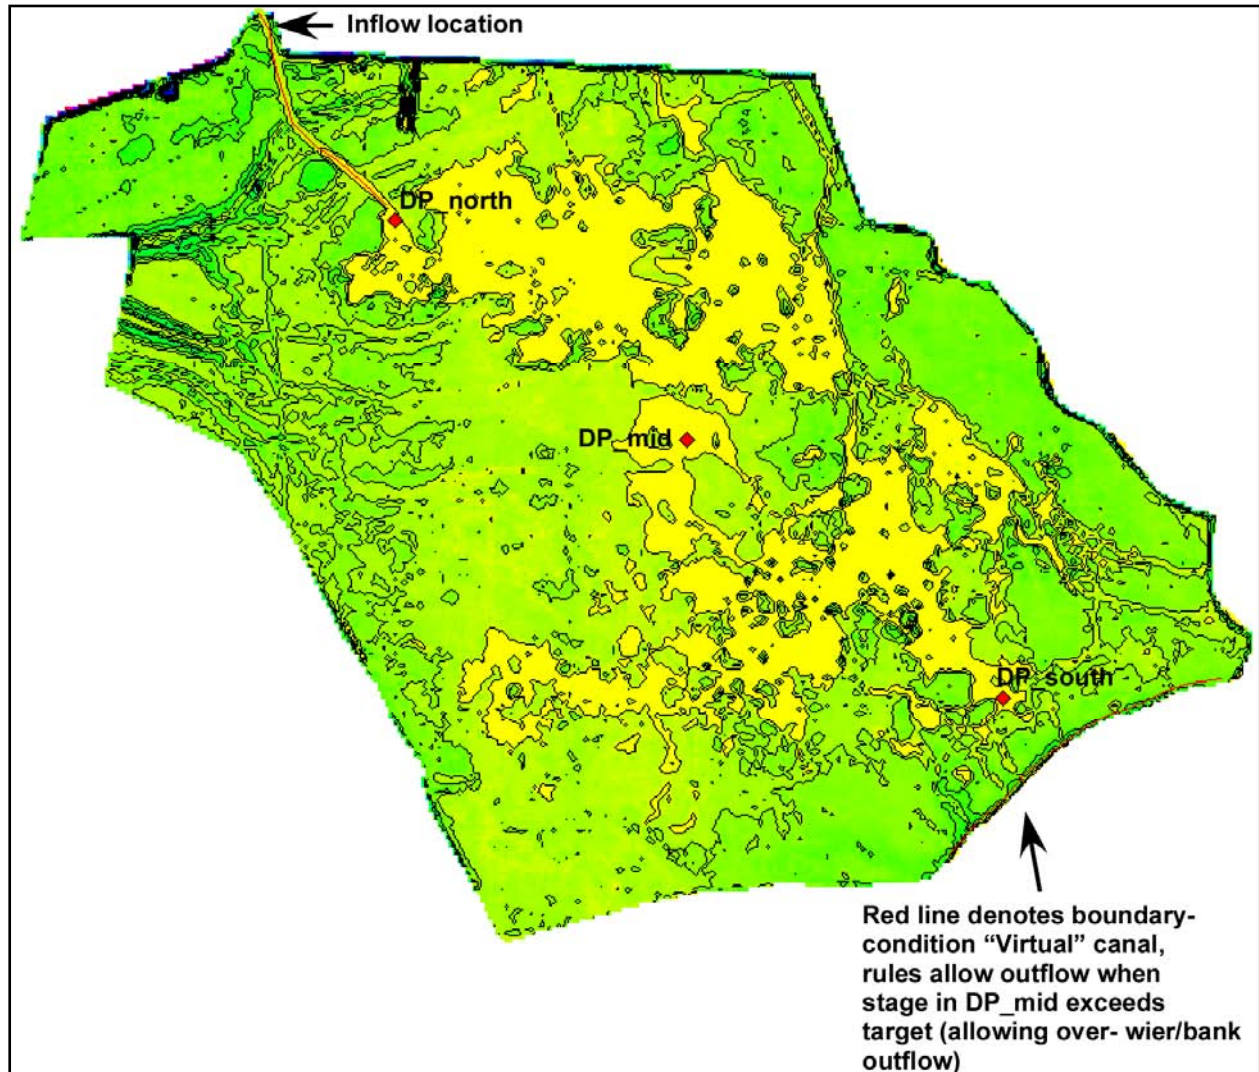 Inflow location
DP_north
DP_mid
DP_south
Red line denotes boundary-
condition “Virtual” canal,
rules allow outflow when
stage in DP_mid exceeds
target (allowing over- wier/bank
outflow)